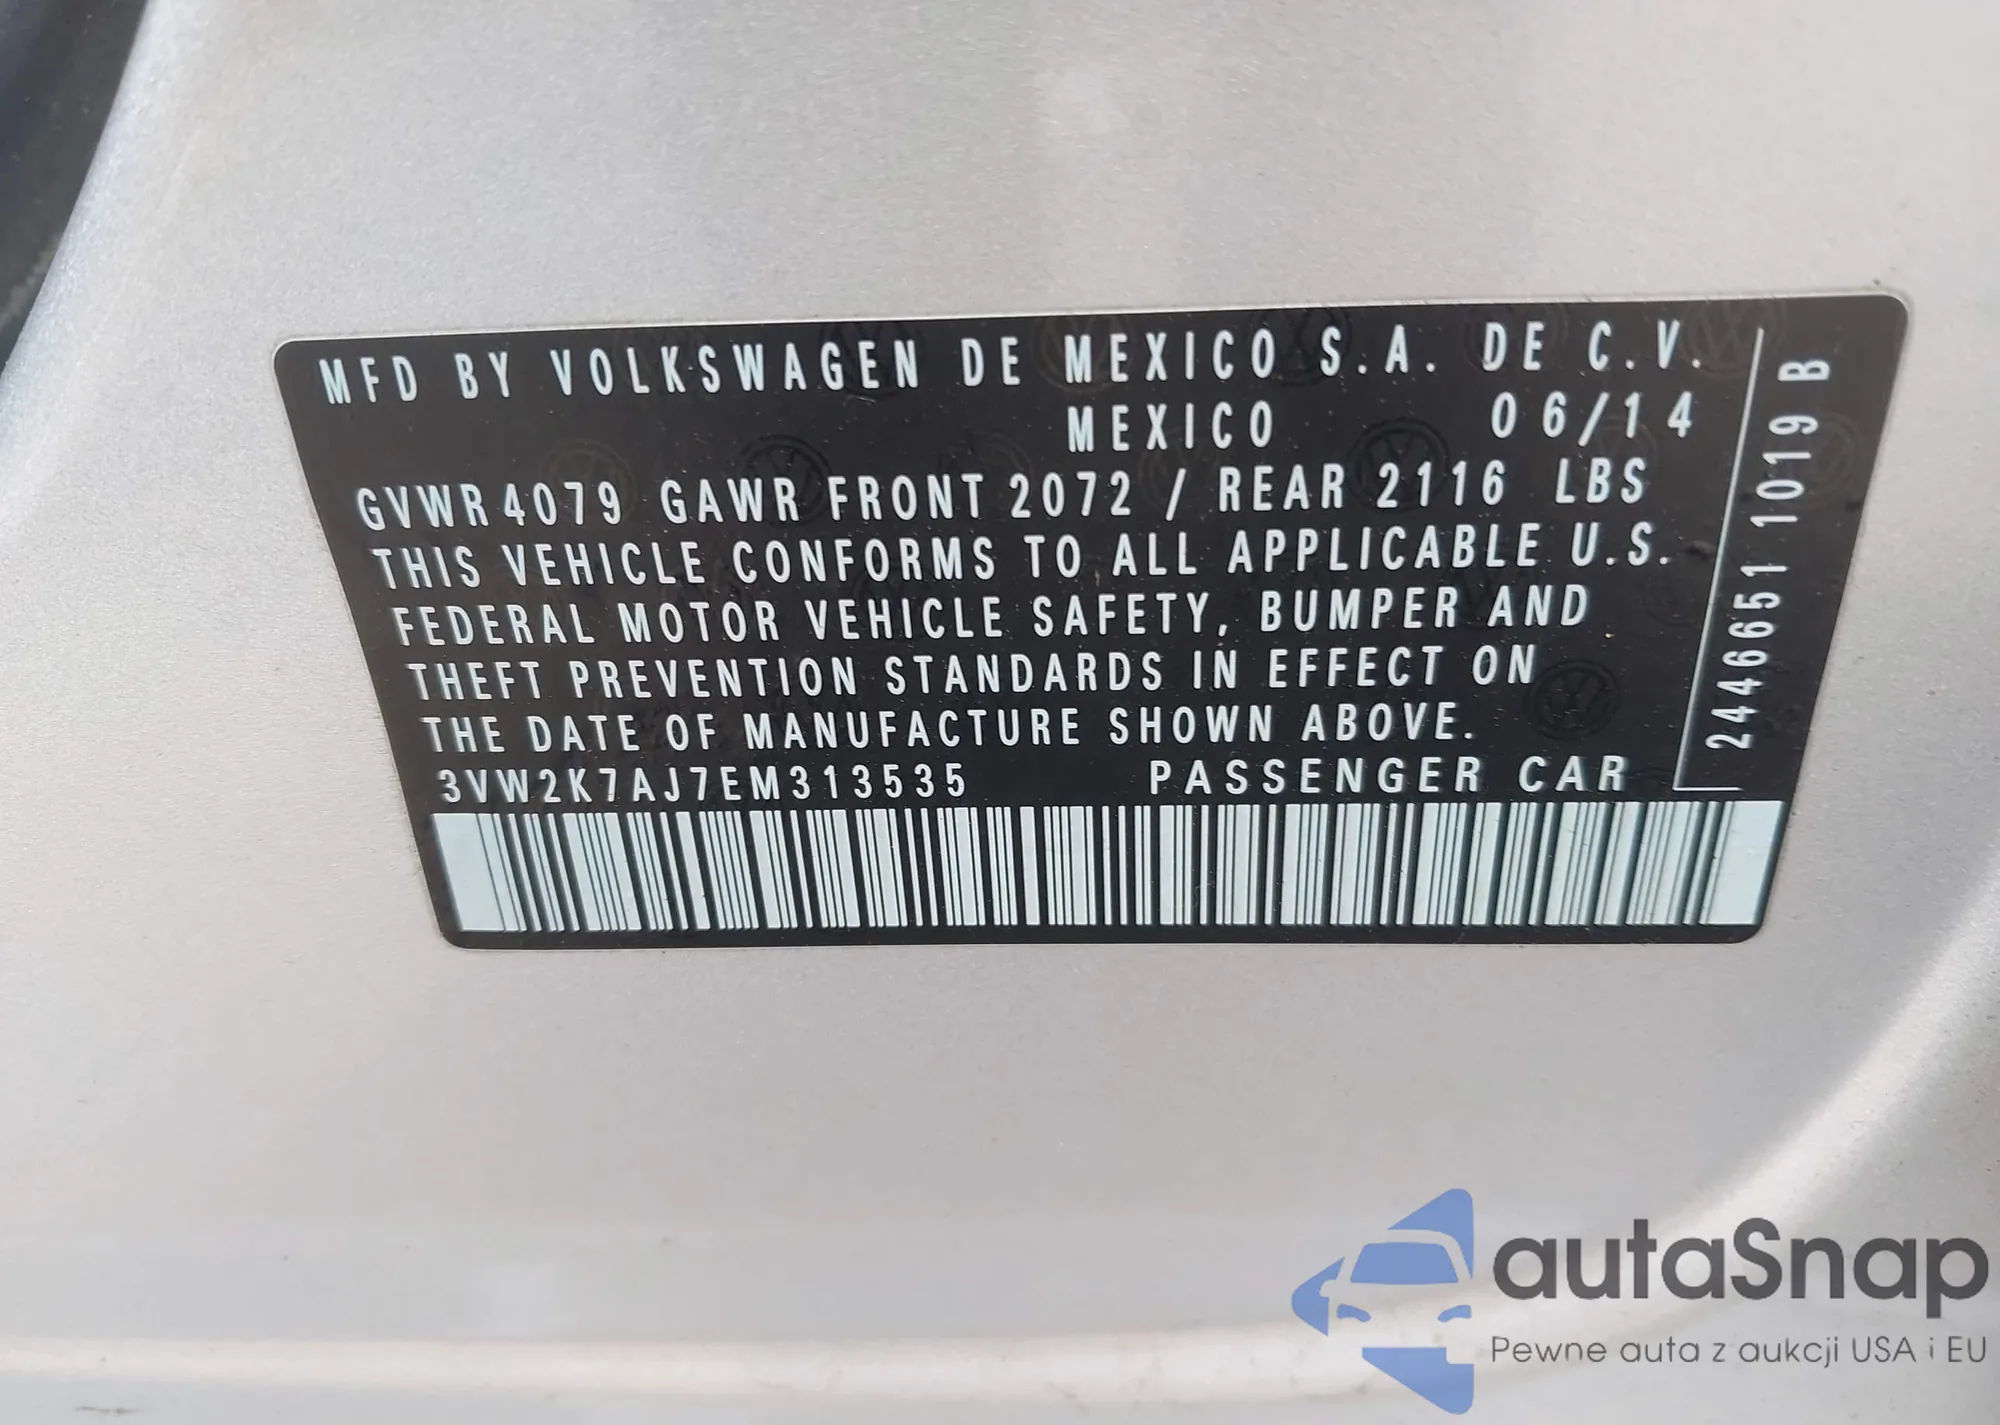 MFD BY VOLKSWAGEN DE MEXICO S.A. DE C.V.
MEXICO 06/14
GVWR 4079 GAWR FRONT 2072 / REAR 2116 LBS
THIS VEHICLE CONFORMS TO ALL APPLICABLE U.S.
FEDERAL MOTOR VEHICLE SAFETY, BUMPER AND
THEFT PREVENTION STANDARDS IN EFFECT ON
THE DATE OF MANUFACTURE SHOWN ABOVE.
3VW2K7AJ7EM313535 PASSENGER CAR
2446651 1019 B
autaSnap
Pewne auta z aukcji USA i EU